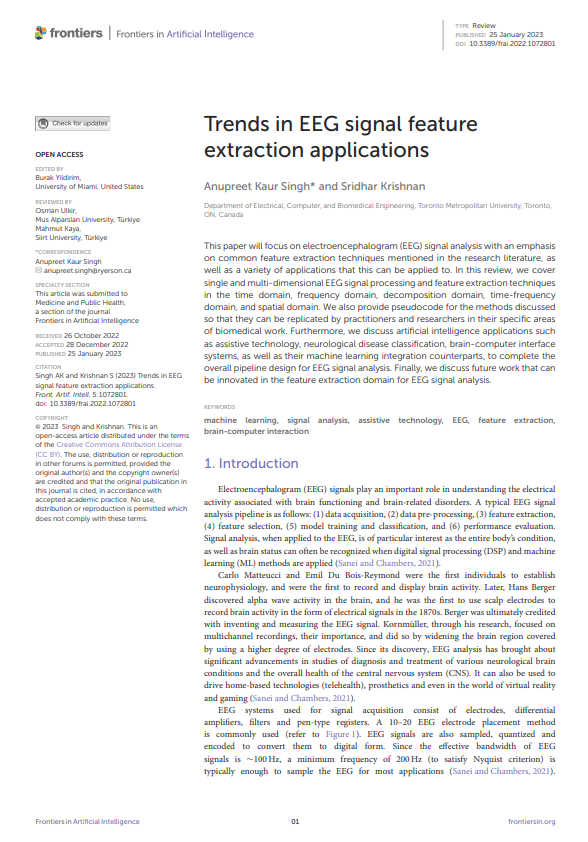 frontiers | Frontiers in Artificial Intelligence
TYPE Review
PUBLISHED 25 January 2023
DOI 10.3389/frai.2022.1072801
Check for updates
OPEN ACCESS
EDITED BY
Burak Yildirim,
University of Miami, United States
REVIEWED BY
Osman Ulkir,
Mus Alparslan University, Türkiye
Mahmut Kaya,
Siirt University, Türkiye
*CORRESPONDENCE
Anupreet Kaur Singh
anupreet.singh@ryerson.ca
SPECIALTY SECTION
This article was submitted to
Medicine and Public Health,
a section of the journal
Frontiers in Artificial Intelligence
RECEIVED 26 October 2022
ACCEPTED 28 December 2022
PUBLISHED 25 January 2023
CITATION
Singh AK and Krishnan S (2023) Trends in EEG
signal feature extraction applications.
Front. Artif. Intell. 5:1072801.
doi: 10.3389/frai.2022.1072801
COPYRIGHT
© 2023 Singh and Krishnan. This is an
open-access article distributed under the terms
of the Creative Commons Attribution License
(CC BY). The use, distribution or reproduction
in other forums is permitted, provided the
original author(s) and the copyright owner(s)
are credited and that the original publication in
this journal is cited, in accordance with
accepted academic practice. No use,
distribution or reproduction is permitted which
does not comply with these terms.
Trends in EEG signal feature
extraction applications
Anupreet Kaur Singh* and Sridhar Krishnan
Department of Electrical, Computer, and Biomedical Engineering, Toronto Metropolitan University, Toronto,
ON, Canada
This paper will focus on electroencephalogram (EEG) signal analysis with an emphasis
on common feature extraction techniques mentioned in the research literature, as
well as a variety of applications that this can be applied to. In this review, we cover
single and multi-dimensional EEG signal processing and feature extraction techniques
in the time domain, frequency domain, decomposition domain, time-frequency
domain, and spatial domain. We also provide pseudocode for the methods discussed
so that they can be replicated by practitioners and researchers in their specific areas
of biomedical work. Furthermore, we discuss artificial intelligence applications such
as assistive technology, neurological disease classification, brain-computer interface
systems, as well as their machine learning integration counterparts, to complete the
overall pipeline design for EEG signal analysis. Finally, we discuss future work that can
be innovated in the feature extraction domain for EEG signal analysis.
KEYWORDS
machine learning, signal analysis, assistive technology, EEG, feature extraction,
brain–computer interaction
1. Introduction
Electroencephalogram (EEG) signals play an important role in understanding the electrical
activity associated with brain functioning and brain-related disorders. A typical EEG signal
analysis pipeline is as follows: (1) data acquisition, (2) data pre-processing, (3) feature extraction,
(4) feature selection, (5) model training and classification, and (6) performance evaluation.
Signal analysis, when applied to the EEG, is of particular interest as the entire body's condition,
as well as brain status can often be recognized when digital signal processing (DSP) and machine
learning (ML) methods are applied (Sanei and Chambers, 2021).
Carlo Matteucci and Emil Du Bois-Reymond were the first individuals to establish
neurophysiology, and were the first to record and display brain activity. Later, Hans Berger
discovered alpha wave activity in the brain, and he was the first to use scalp electrodes to
record brain activity in the form of electrical signals in the 1870s. Berger was ultimately credited
with inventing and measuring the EEG signal. Kornmüller, through his research, focused on
multichannel recordings, their importance, and did so by widening the brain region covered
by using a higher degree of electrodes. Since its discovery, EEG analysis has brought about
significant advancements in studies of diagnosis and treatment of various neurological brain
conditions and the overall health of the central nervous system (CNS). It can also be used to
drive home-based technologies (telehealth), prosthetics and even in the world of virtual reality
and gaming (Sanei and Chambers, 2021).
EEG systems used for signal acquisition consist of electrodes, differential
amplifiers, filters and pen-type registers. A 10–20 EEG electrode placement method
is commonly used (refer to Figure 1). EEG signals are also sampled, quantized and
encoded to convert them to digital form. Since the effective bandwidth of EEG
signals is ~100 Hz, a minimum frequency of 200 Hz (to satisfy Nyquist criterion) is
typically enough to sample the EEG for most applications (Sanei and Chambers, 2021).
Frontiers in Artificial Intelligence
01
frontiersin.org